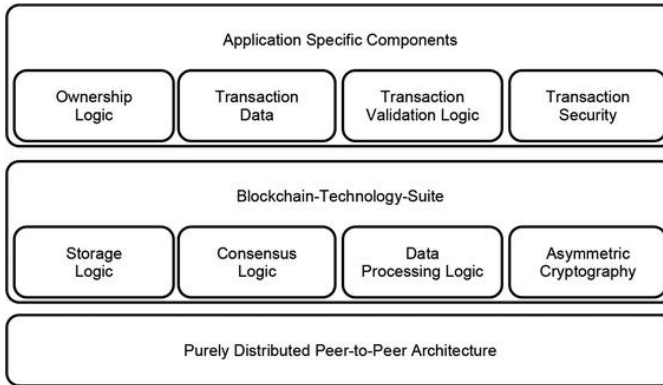 Application Specific Components
Ownership
Logic
Transaction
Data
Transaction
Validation Logic
Transaction
Security
Blockchain-Technology-Suite
Storage
Logic
Consensus
Logic
Data
Processing Logic
Asymmetric
Cryptography
Purely Distributed Peer-to-Peer Architecture